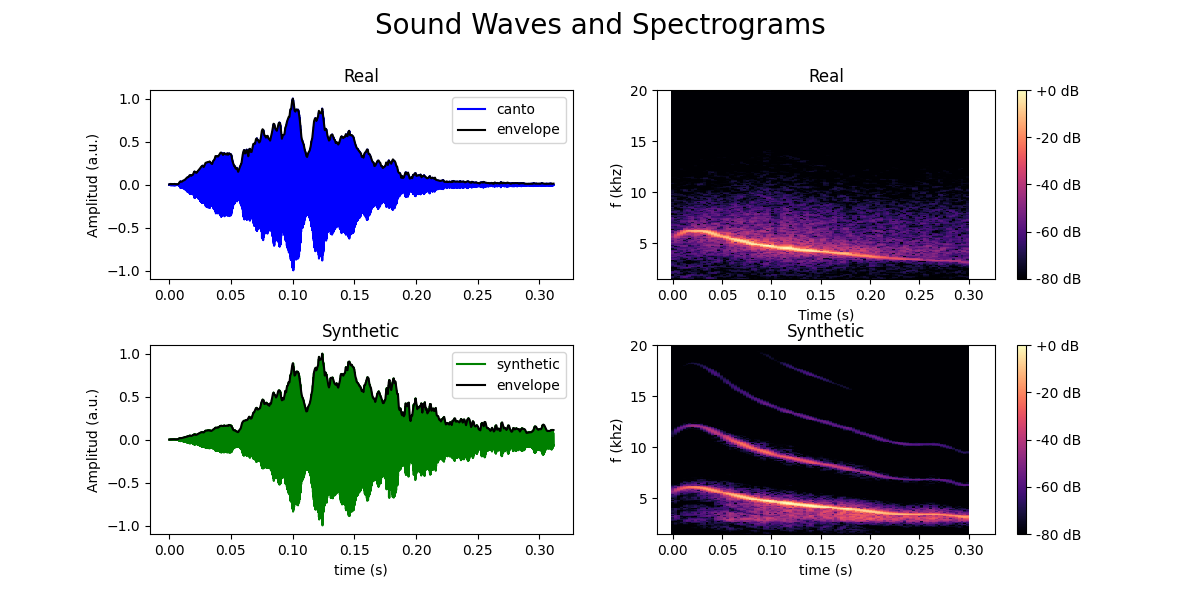 Sound Waves and Spectrograms
Real
Amplitud (a.u.)
1.0
0.5
0.0
−0.5
−1.0
canto
envelope
0.00 0.05 0.10 0.15 0.20 0.25 0.30
Real
f (khz)
20
15
10
5
0.00 0.05 0.10 0.15 0.20 0.25 0.30
Time (s)
+0 dB
-20 dB
-40 dB
-60 dB
-80 dB
Synthetic
Amplitud (a.u.)
1.0
0.5
0.0
−0.5
−1.0
synthetic
envelope
0.00 0.05 0.10 0.15 0.20 0.25 0.30
time (s)
Synthetic
f (khz)
20
15
10
5
0.00 0.05 0.10 0.15 0.20 0.25 0.30
time (s)
+0 dB
-20 dB
-40 dB
-60 dB
-80 dB